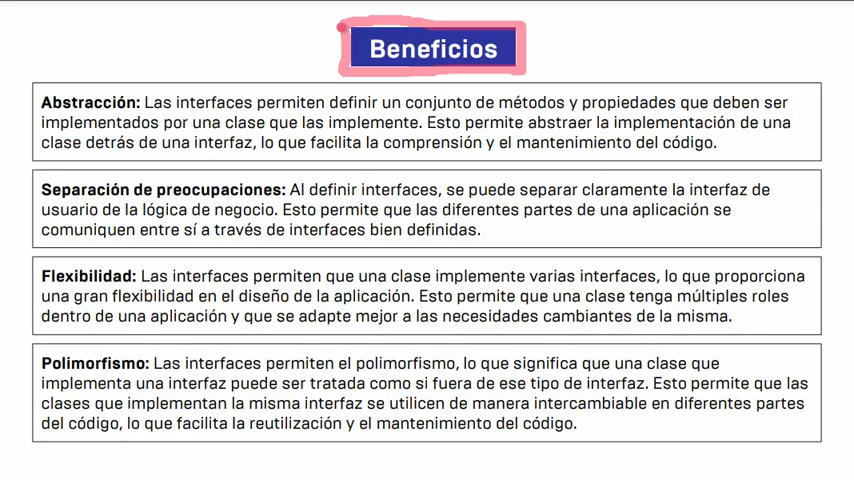 Beneficios
Abstracción: Las interfaces permiten definir un conjunto de métodos y propiedades que deben ser
implementados por una clase que las implemente. Esto permite abstraer la implementación de una
clase detrás de una interfaz, lo que facilita la comprensión y el mantenimiento del código.
Separación de preocupaciones: Al definir interfaces, se puede separar claramente la interfaz de
usuario de la lógica de negocio. Esto permite que las diferentes partes de una aplicación se
comuniquen entre sí a través de interfaces bien definidas.
Flexibilidad: Las interfaces permiten que una clase implemente varias interfaces, lo que proporciona
una gran flexibilidad en el diseño de la aplicación. Esto permite que una clase tenga múltiples roles
dentro de una aplicación y que se adapte mejor a las necesidades cambiantes de la misma.
Polimorfismo: Las interfaces permiten el polimorfismo, lo que significa que una clase que
implementa una interfaz puede ser tratada como si fuera de ese tipo de interfaz. Esto permite que las
clases que implementan la misma interfaz se utilicen de manera intercambiable en diferentes partes
del código, lo que facilita la reutilización y el mantenimiento del código.